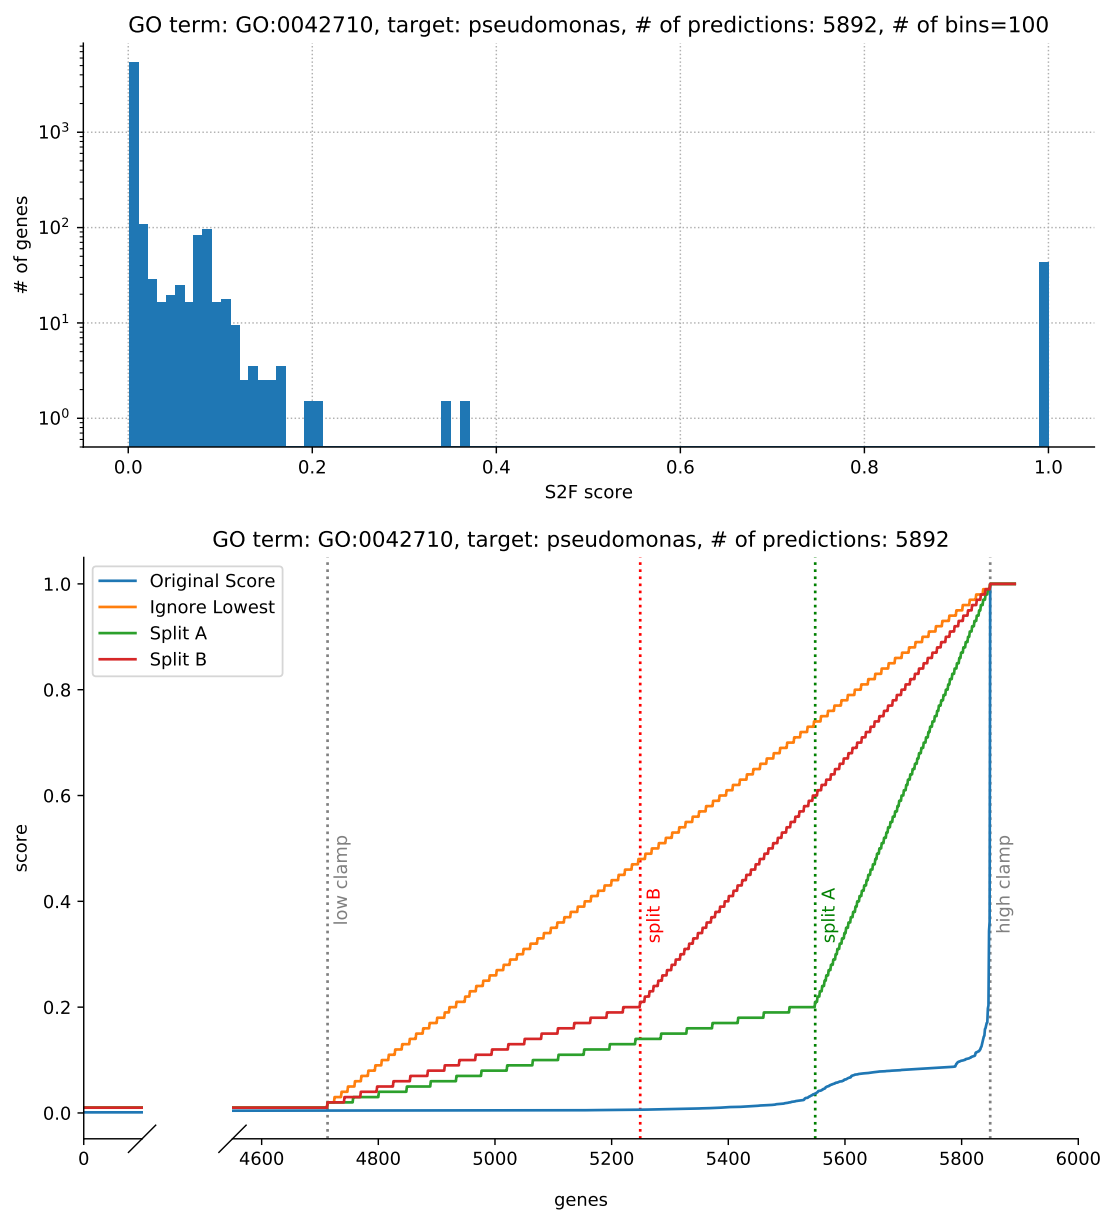 GO term: GO:0042710, target: pseudomonas, # of predictions: 5892, # of bins=100
# of genes
10³
10²
10¹
10⁰
0.0 0.2 0.4 0.6 0.8 1.0
S2F score
GO term: GO:0042710, target: pseudomonas, # of predictions: 5892
score
1.0
0.8
0.6
0.4
0.2
0.0
Original Score
Ignore Lowest
Split A
Split B
low clamp
split B
split A
high clamp
0 4600 4800 5000 5200 5400 5600 5800 6000
genes